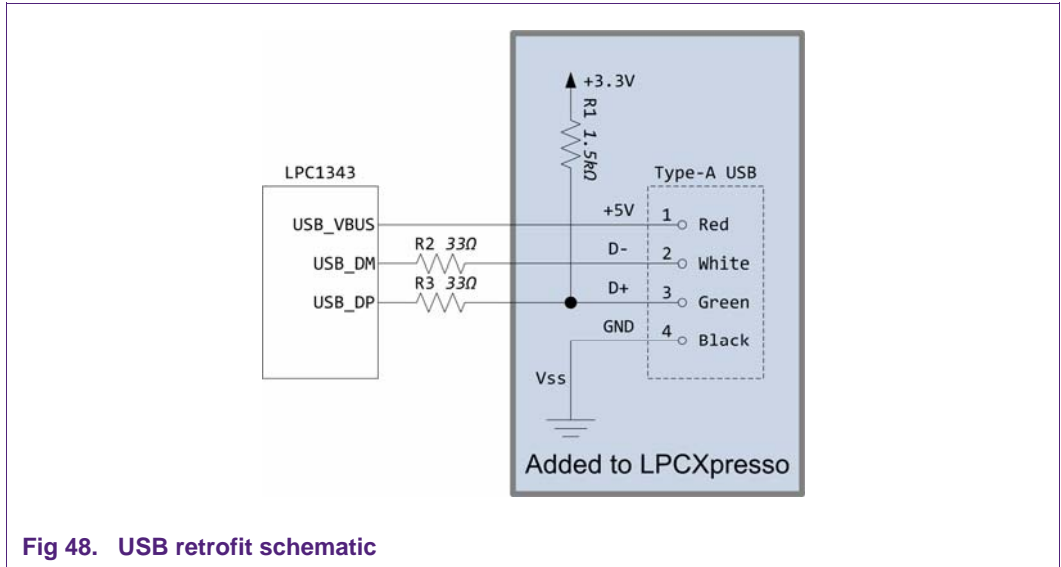 +3.3V
R1 1.5kΩ
LPC1343
Type-A USB
USB_VBUS
+5V
1
Red
USB_DM
R2 33Ω
D-
2
White
USB_DP
R3 33Ω
D+
3
Green
GND
4
Black
Vss
Added to LPCXpresso
Fig 48. USB retrofit schematic